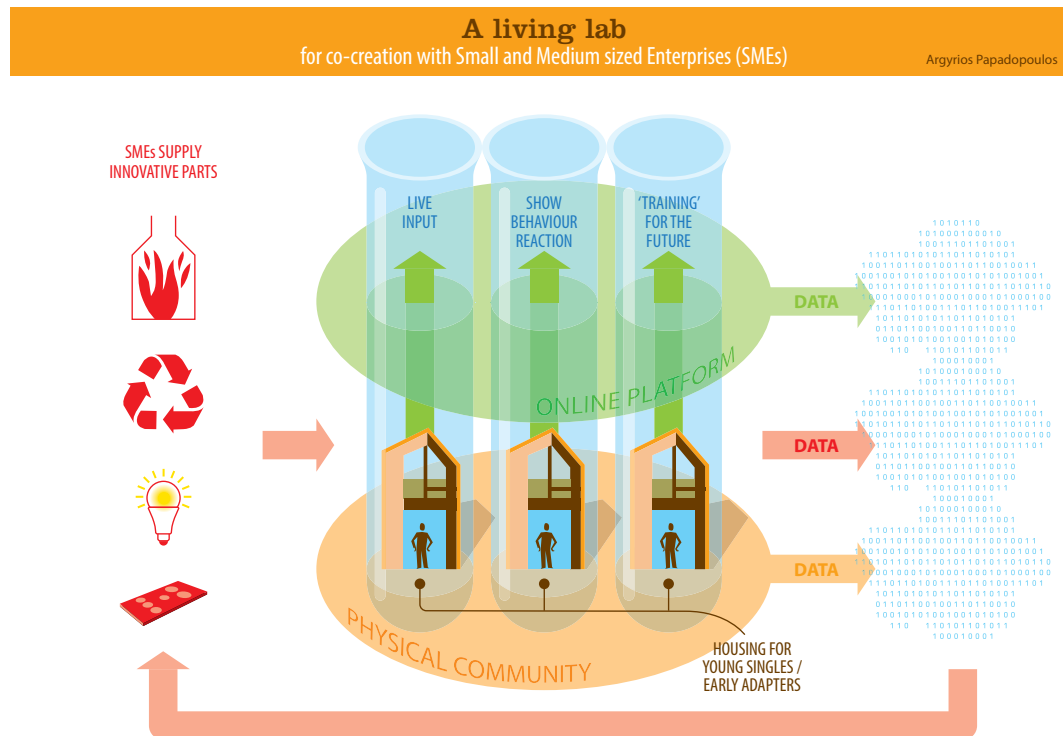 A living lab
for co-creation with Small and Medium sized Enterprises (SMEs)
Argyrios Papadopoulos
SMEs SUPPLY
INNOVATIVE PARTS
LIVE
INPUT
SHOW
BEHAVIOUR
REACTION
'TRAINING'
FOR THE
FUTURE
DATA
ONLINE PLATFORM
DATA
DATA
PHYSICAL COMMUNITY
HOUSING FOR
YOUNG SINGLES /
EARLY ADAPTERS